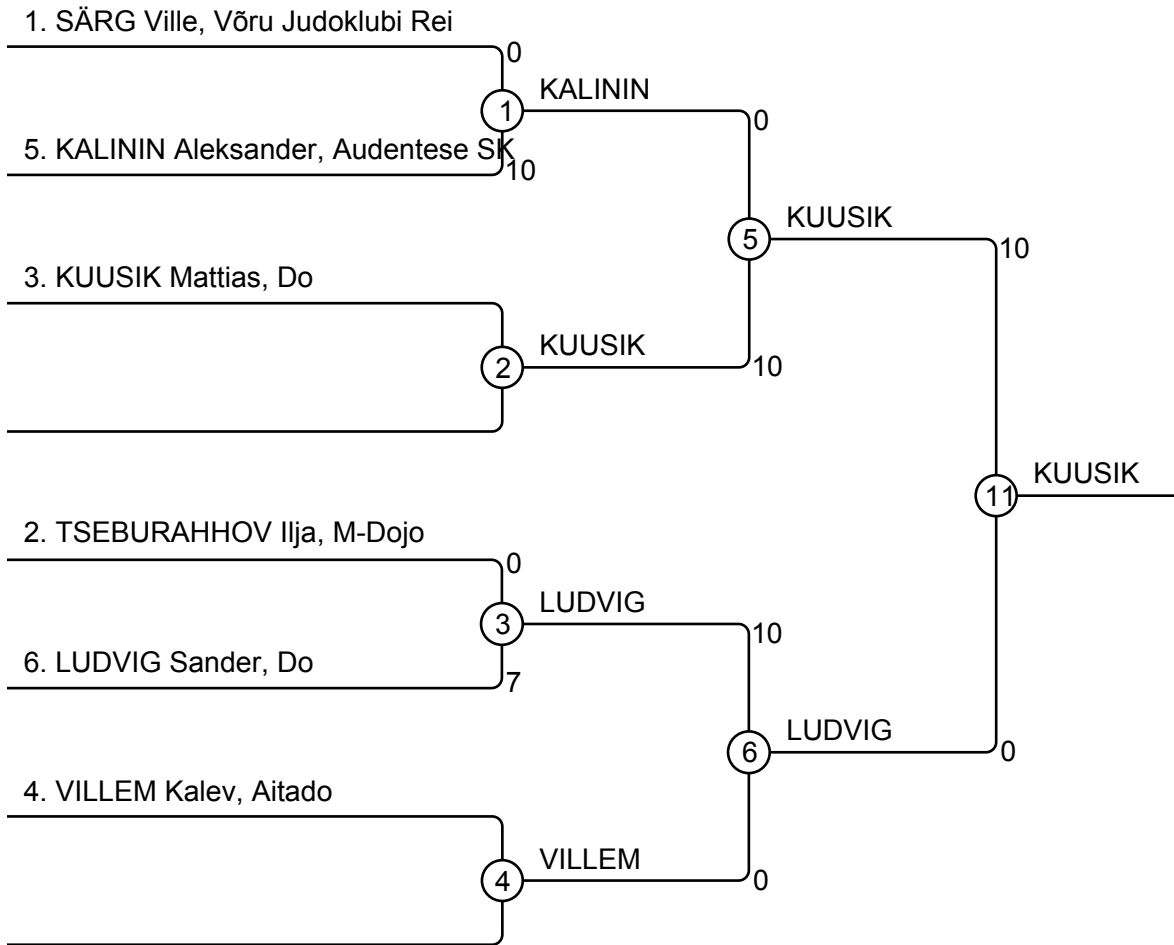 1. SÄRG Ville, Võru Judoklubi Rei
0
KALININ
1
0
5. KALININ Aleksander, Audentese SK
10
KUUSIK
5
10
3. KUUSIK Mattias, Do
KUUSIK
2
10
KUUSIK
11
2. TSEBURAHHOV Ilja, M-Dojo
0
LUDVIG
3
10
6. LUDVIG Sander, Do
7
LUDVIG
6
0
4. VILLEM Kalev, Aitado
VILLEM
4
0